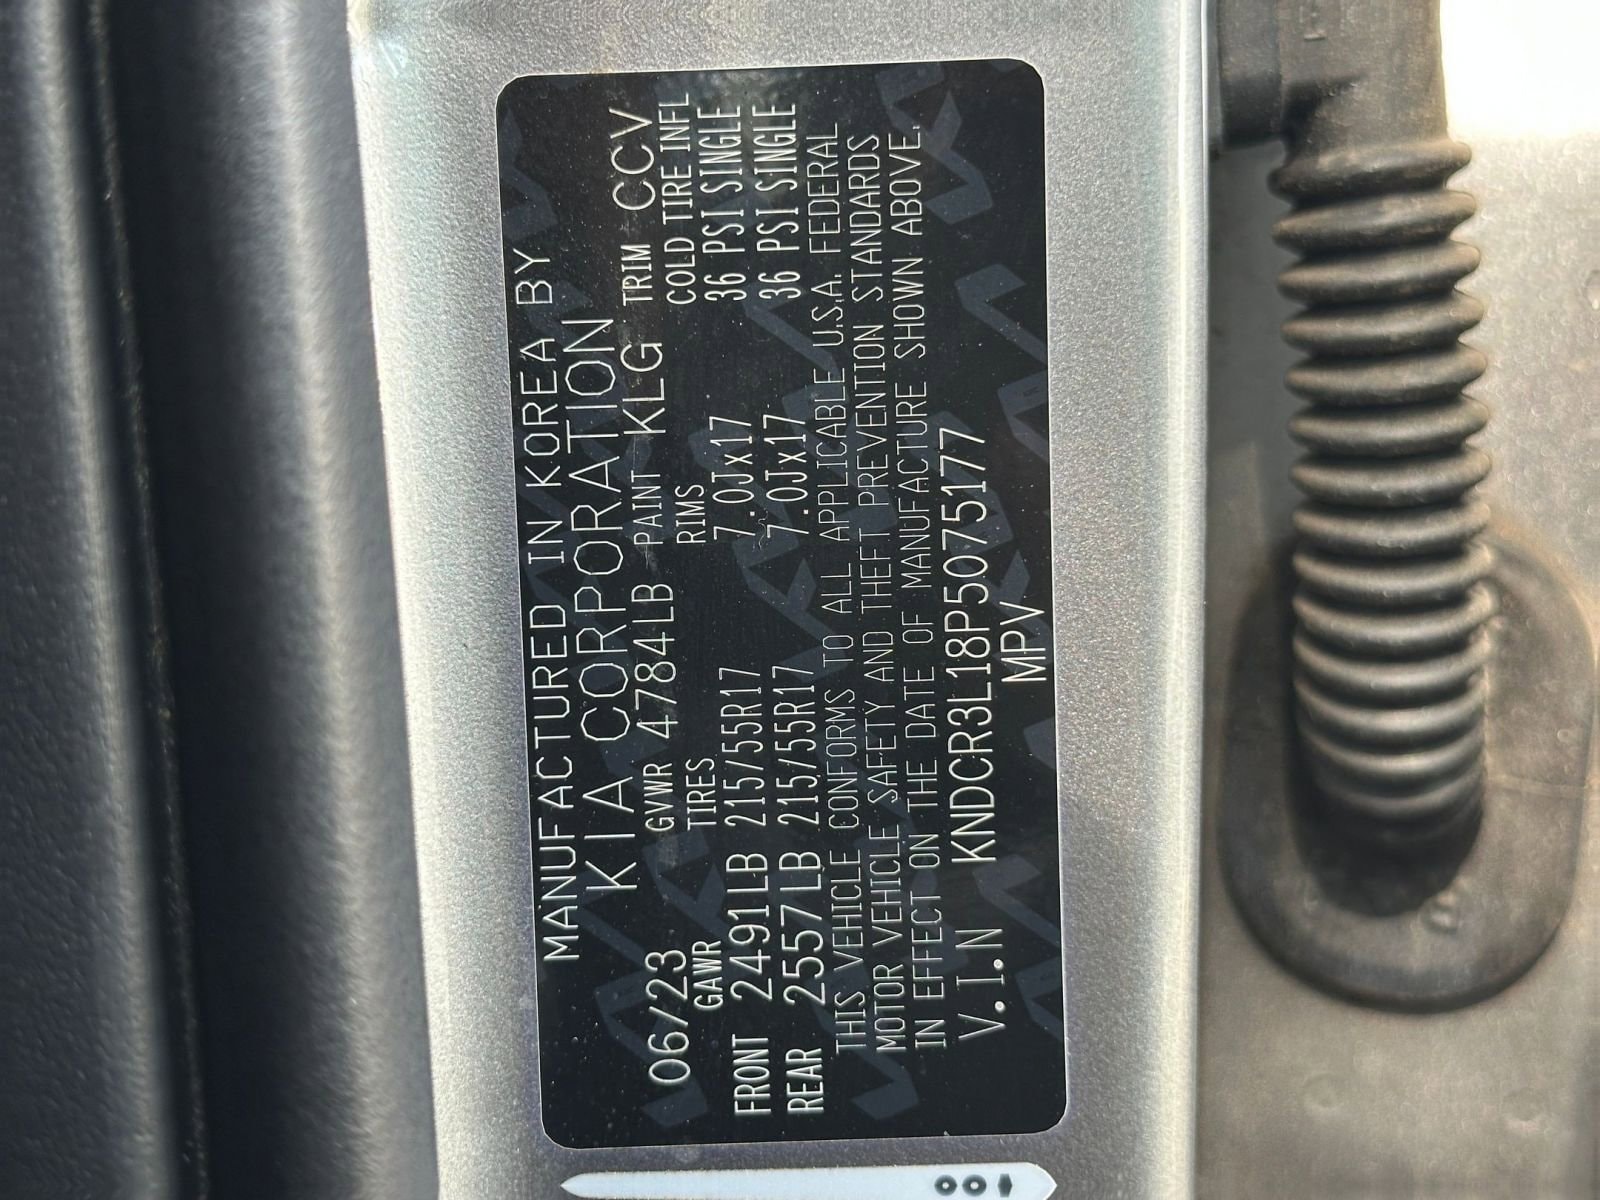 MANUFACTURED IN KOREA BY
KIA CORPORATION
06/23 GVWR 4784LB PAINT KLG TRIM CCV
GAWR TIRES RIMS COLD TIRE INFL
FRONT 2491LB 215/55R17 7.0Jx17 36 PSI SINGLE
REAR 2557LB 215/55R17 7.0Jx17 36 PSI SINGLE
THIS VEHICLE CONFORMS TO ALL APPLICABLE U.S.A. FEDERAL
MOTOR VEHICLE SAFETY AND THEFT PREVENTION STANDARDS
IN EFFECT ON THE DATE OF MANUFACTURE SHOWN ABOVE.
V.I.N KNDCR3L18P5075177
MPV